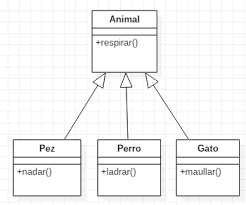 Animal
+respirar()
Pez
+nadar()
Perro
+ladrar()
Gato
+maullar()